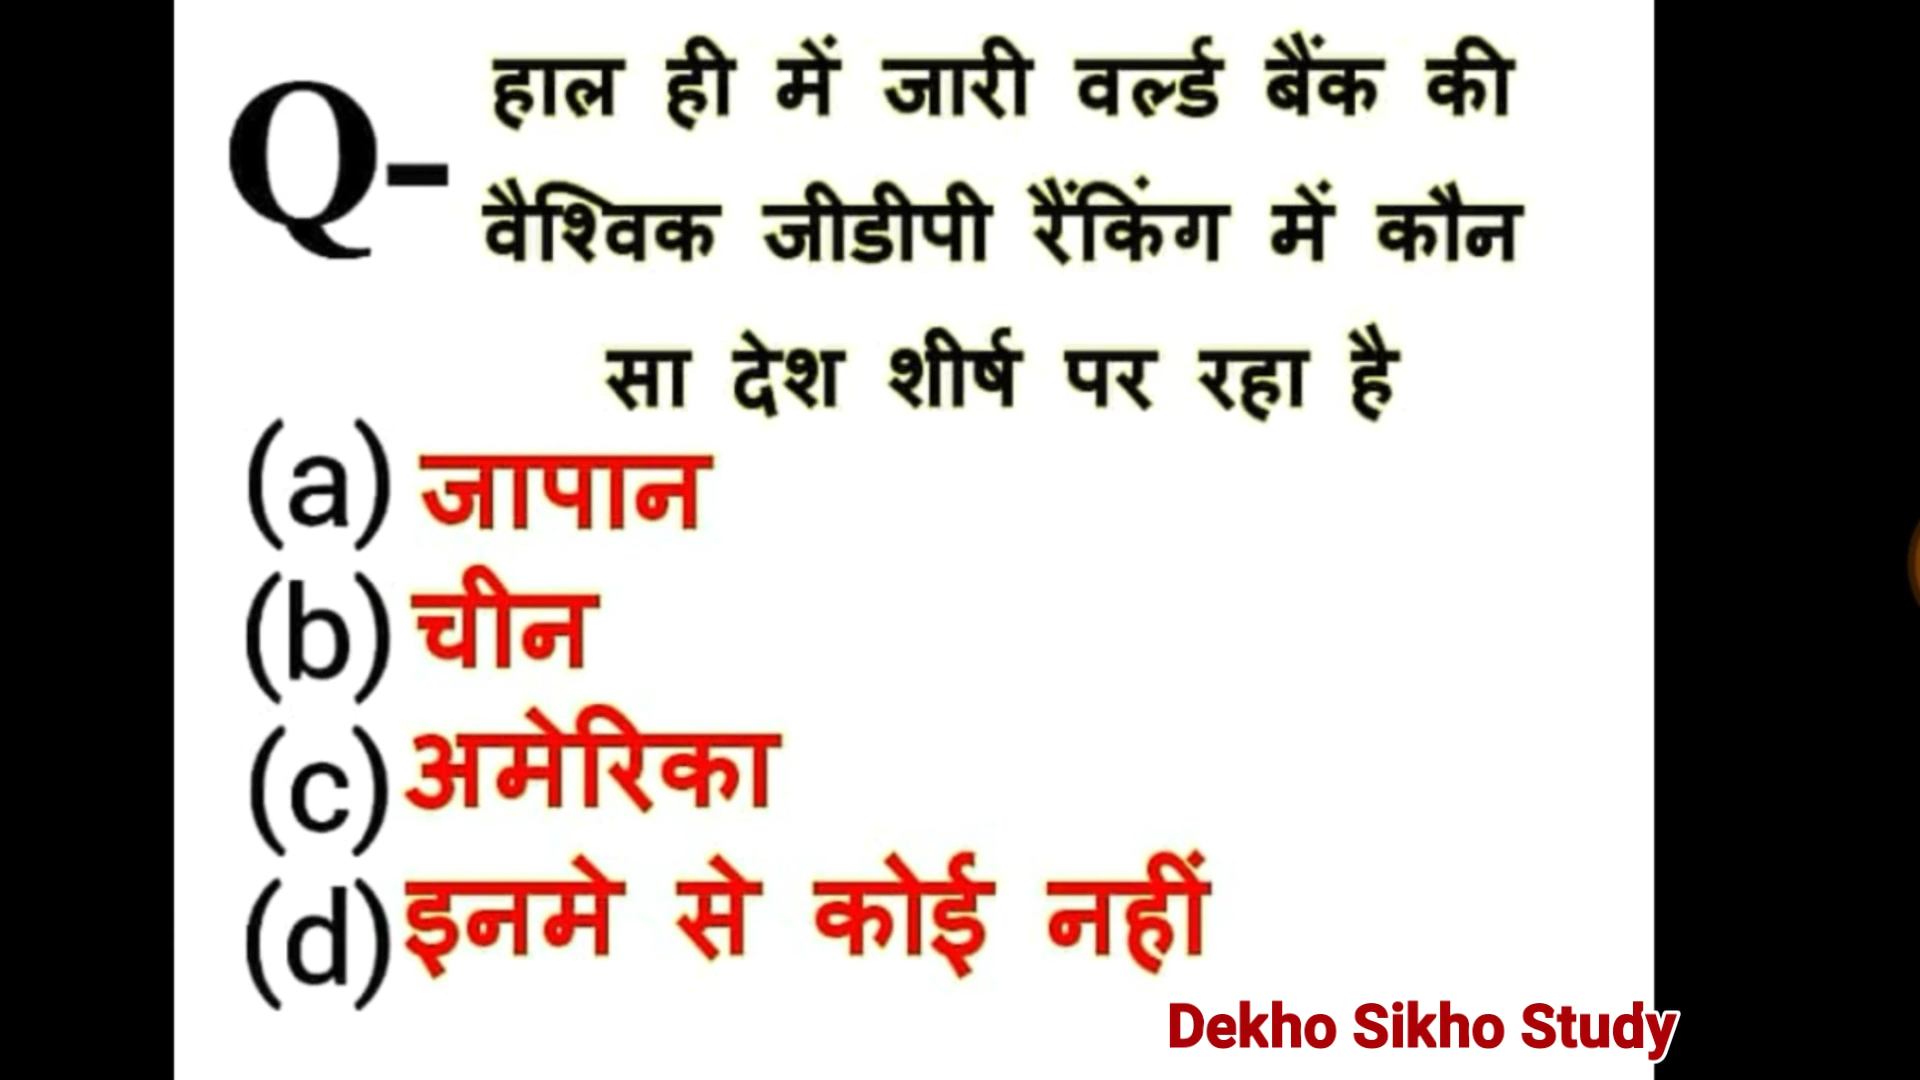 Q- हाल ही में जारी वर्ल्ड बैंक की
वैश्विक जीडीपी रैंकिंग में कौन
सा देश शीर्ष पर रहा है
(a) जापान
(b) चीन
(c) अमेरिका
(d) इनमे से कोई नहीं
Dekho Sikho Study